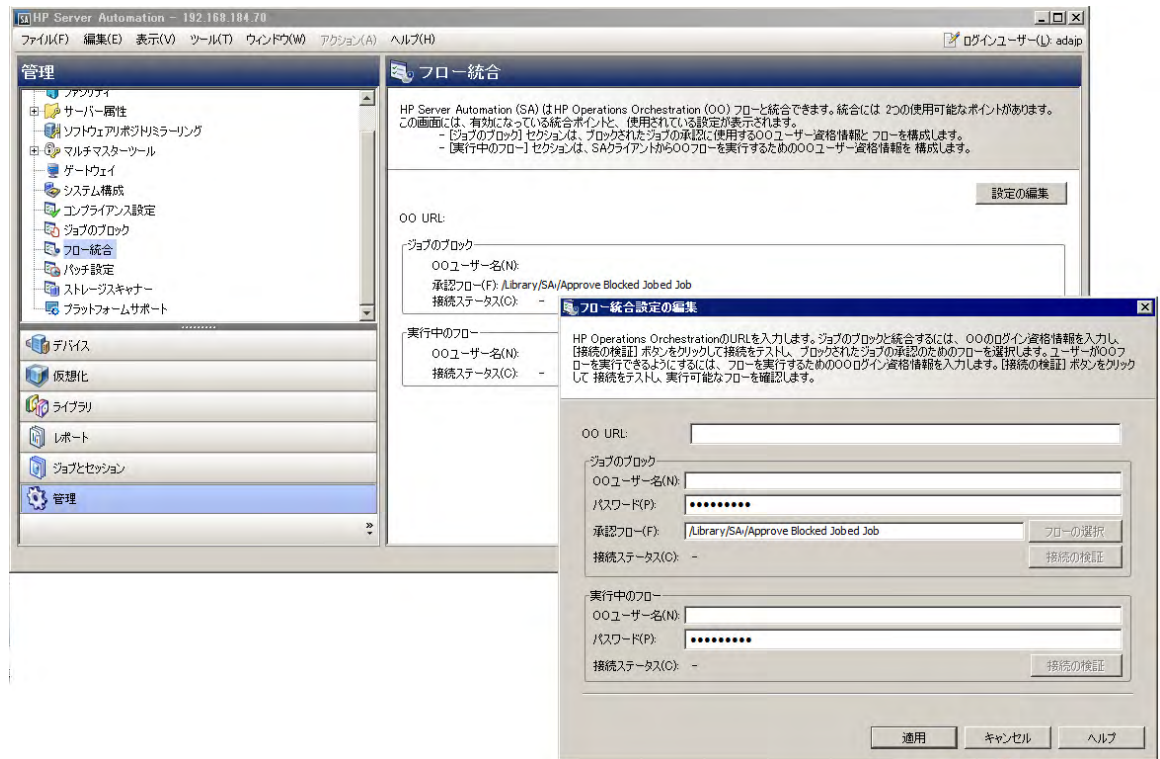 HP Server Automation - 192.168.184.70
ファイル(F) 編集(E) 表示(V) ツール(T) ウィンドウ(W) アクション(A) ヘルプ(H) ログインユーザー(L): adajp
管理
ファシリティ
サーバー属性
ソフトウェアリポジトリミラーリング
マルチマスターツール
ゲートウェイ
システム構成
コンプライアンス設定
ジョブのブロック
フロー統合
パッチ設定
ストレージスキャナー
プラットフォームサポート
デバイス
仮想化
ライブラリ
レポート
ジョブとセッション
管理
フロー統合
HP Server Automation (SA) はHP Operations Orchestration (OO) フローと統合できます。統合には 2つの使用可能なポイントがあります。
この画面には、有効になっている統合ポイントと、使用されている設定が表示されます。
- [ジョブのブロック] セクションは、ブロックされたジョブの承認に使用するOOユーザー資格情報と フローを構成します。
- [実行中のフロー] セクションは、SAクライアントからOOフローを実行するためのOOユーザー資格情報を 構成します。
設定の編集
OO URL:
ジョブのブロック
OOユーザー名(N):
承認フロー(F): /Library/SA/Approve Blocked Jobed Job
接続ステータス(C): -
実行中のフロー
OOユーザー名(N):
接続ステータス(C): -
フロー統合設定の編集
HP Operations OrchestrationのURLを入力します。ジョブのブロックと統合するには、OOのログイン資格情報を入力し、
[接続の検証] ボタンをクリックして接続をテストし、ブロックされたジョブの承認のためのフローを選択します。ユーザーがOOフ
ローを実行できるようにするには、フローを実行するためのOOログイン資格情報を入力します。[接続の検証] ボタンをクリック
して 接続をテストし、実行可能なフローを確認します。
OO URL:
ジョブのブロック
OOユーザー名(N):
パスワード(P): •••••••••
承認フロー(F): /Library/SA/Approve Blocked Jobed Job フローの選択
接続ステータス(C): - 接続の検証
実行中のフロー
OOユーザー名(N):
パスワード(P): •••••••••
接続ステータス(C): - 接続の検証
適用 キャンセル ヘルプ